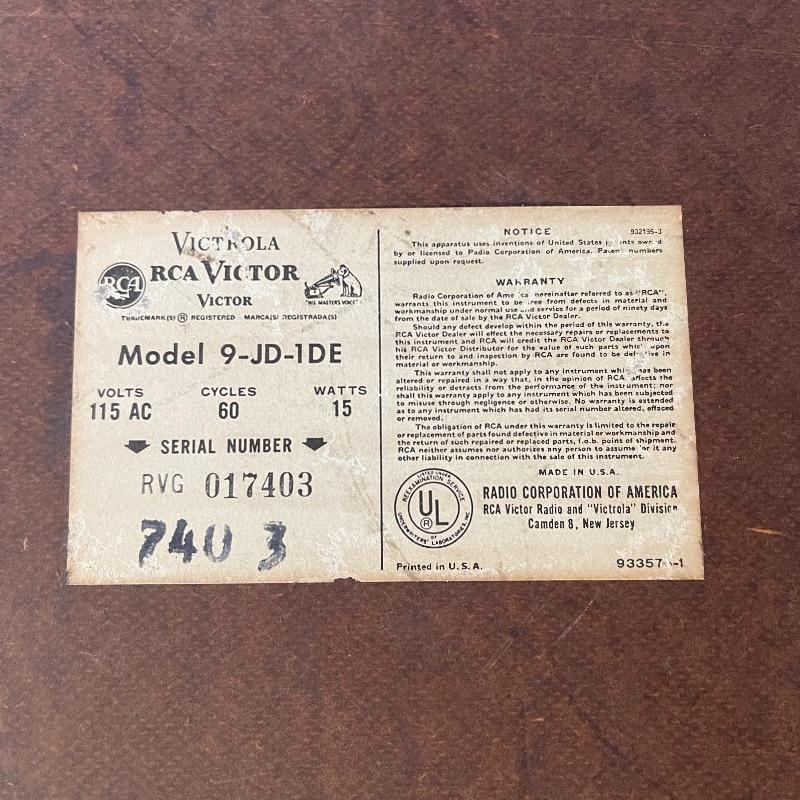 VICTROLA
RCA
RCA VICTOR
"HIS MASTERS VOICE"
VICTOR
TRADEMARK(S) ® REGISTERED MARCA(S) REGISTRADA(S)
Model 9-JD-1DE
VOLTS CYCLES WATTS
115 AC 60 15
SERIAL NUMBER
RVG 017403
740 3
NOTICE 932195-3
This apparatus uses inventions of United States patents owned
by or licensed to Radio Corporation of America. Patent numbers
supplied upon request.
WARRANTY
Radio Corporation of America (hereinafter referred to as "RCA",
warrants this instrument to be free from defects in material and
workmanship under normal use and service for a period of ninety days
from the date of sale by the RCA Victor Dealer.
Should any defect develop within the period of this warranty, the
RCA Victor Dealer will effect the necessary repairs or replacements to
this instrument and RCA will credit the RCA Victor Dealer through
his RCA Victor Distributor for the value of such parts which upon
their return to and inspection by RCA are found to be defective in
material or workmanship.
This warranty shall not apply to any instrument which has been
altered or repaired in a way that, in the opinion of RCA affects the
reliability or detracts from the performance of the instrument; nor
shall this warranty apply to any instrument which has been subjected
to misuse through negligence or otherwise. No warranty is extended
as to any instrument which has had its serial number altered, effaced
or removed.
The obligation of RCA under this warranty is limited to the repair
or replacement of parts found defective in material or workmanship and
the return of such repaired or replaced parts, f.o.b. point of shipment.
RCA neither assumes nor authorizes any person to assume for it any
other liability in connection with the sale of this instrument.
MADE IN U.S.A.
LISTED UNDER
REEXAMINATION SERVICE
UL
®
UNDERWRITERS' LABORATORIES, INC.
OF
RADIO CORPORATION OF AMERICA
RCA Victor Radio and "Victrola" Division
Camden 8, New Jersey
Printed in U.S.A.